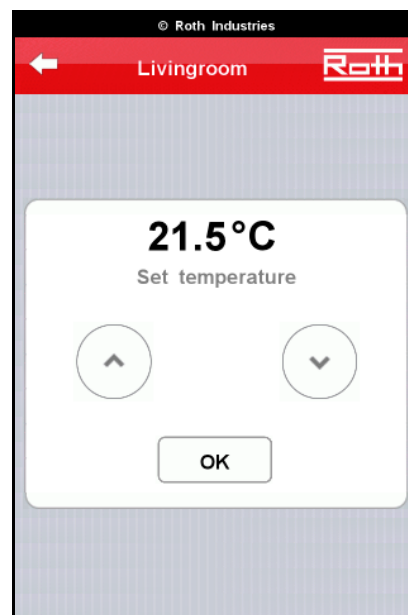 © Roth Industries
Livingroom
Roth
21.5°C
Set temperature
OK